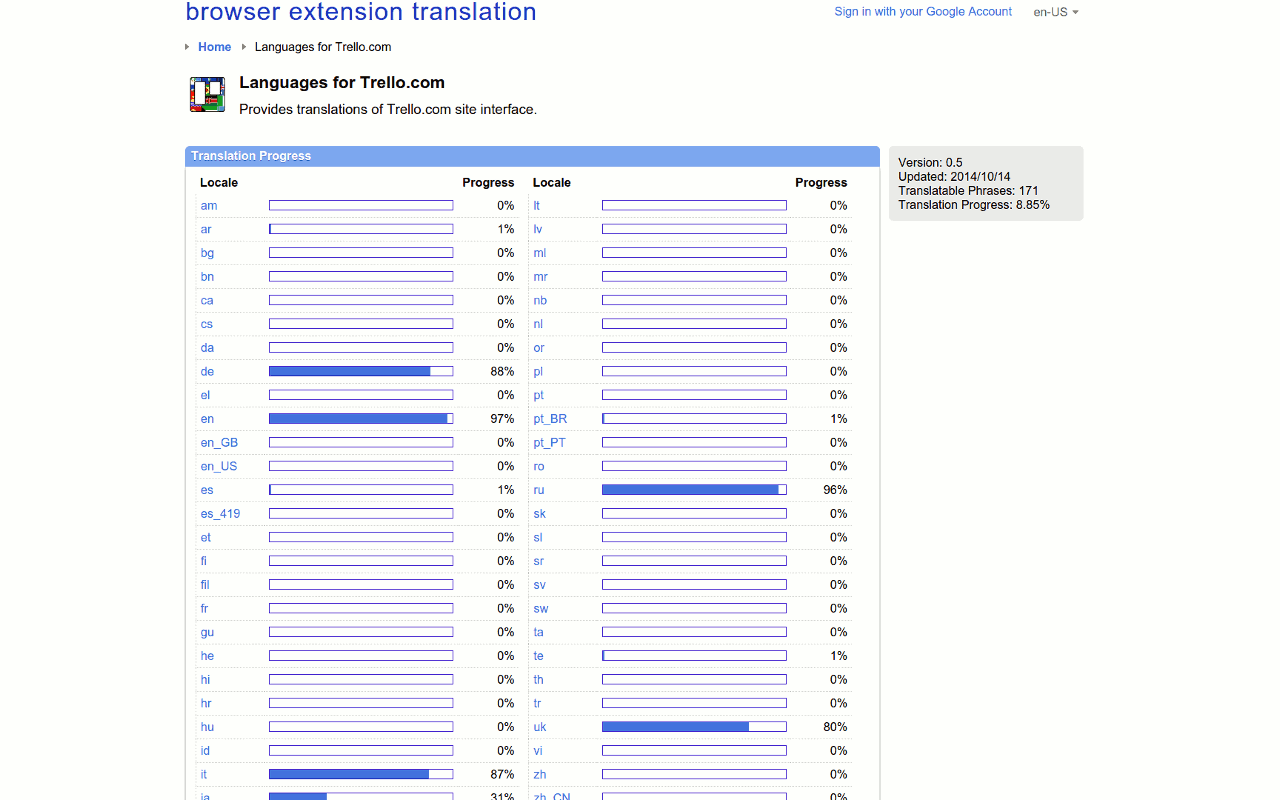 browser extension translation
Sign in with your Google Account en-US
Home Languages for Trello.com
Languages for Trello.com
Provides translations of Trello.com site interface.
Translation Progress
Locale Progress Locale Progress
am 0% lt 0%
ar 1% lv 0%
bg 0% ml 0%
bn 0% mr 0%
ca 0% nb 0%
cs 0% nl 0%
da 0% or 0%
de 88% pl 0%
el 0% pt 0%
en 97% pt_BR 1%
en_GB 0% pt_PT 0%
en_US 0% ro 0%
es 1% ru 96%
es_419 0% sk 0%
et 0% sl 0%
fi 0% sr 0%
fil 0% sv 0%
fr 0% sw 0%
gu 0% ta 0%
he 0% te 1%
hi 0% th 0%
hr 0% tr 0%
hu 0% uk 80%
id 0% vi 0%
it 87% zh 0%
ja 31% zh_CN 0%
Version: 0.5
Updated: 2014/10/14
Translatable Phrases: 171
Translation Progress: 8.85%